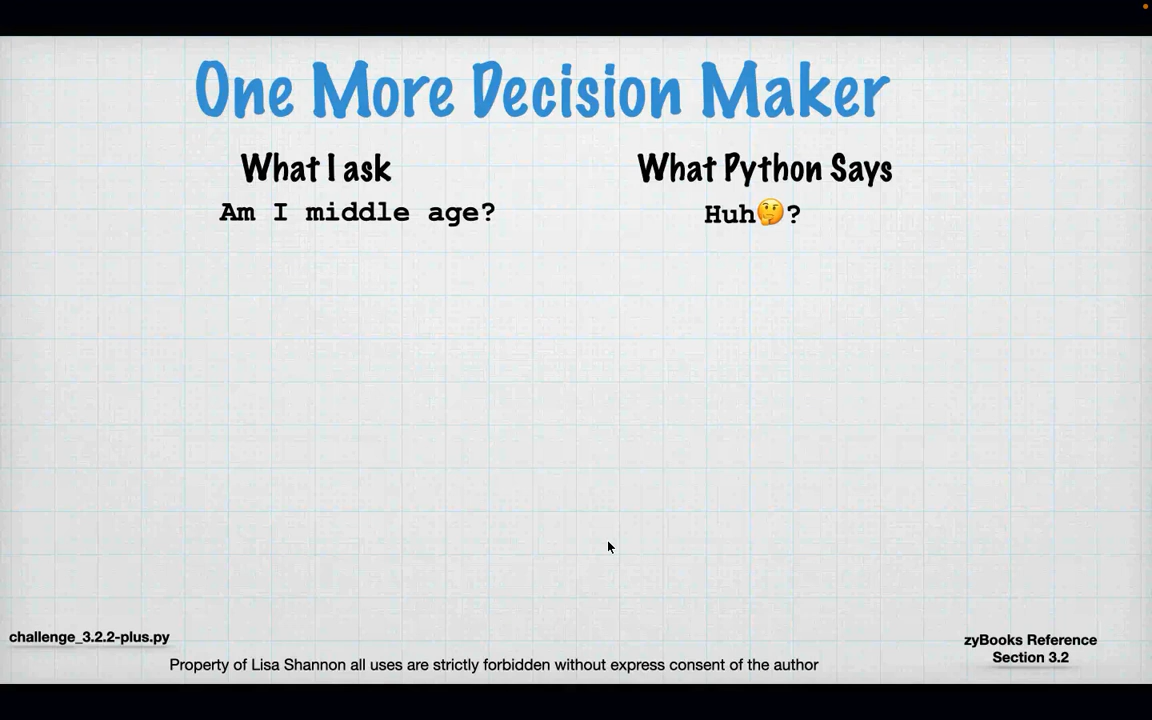 One More Decision Maker
What I ask
What Python Says
Am I middle age?
Huh🤔?
challenge_3.2.2-plus.py
zyBooks Reference
Section 3.2
Property of Lisa Shannon all uses are strictly forbidden without express consent of the author